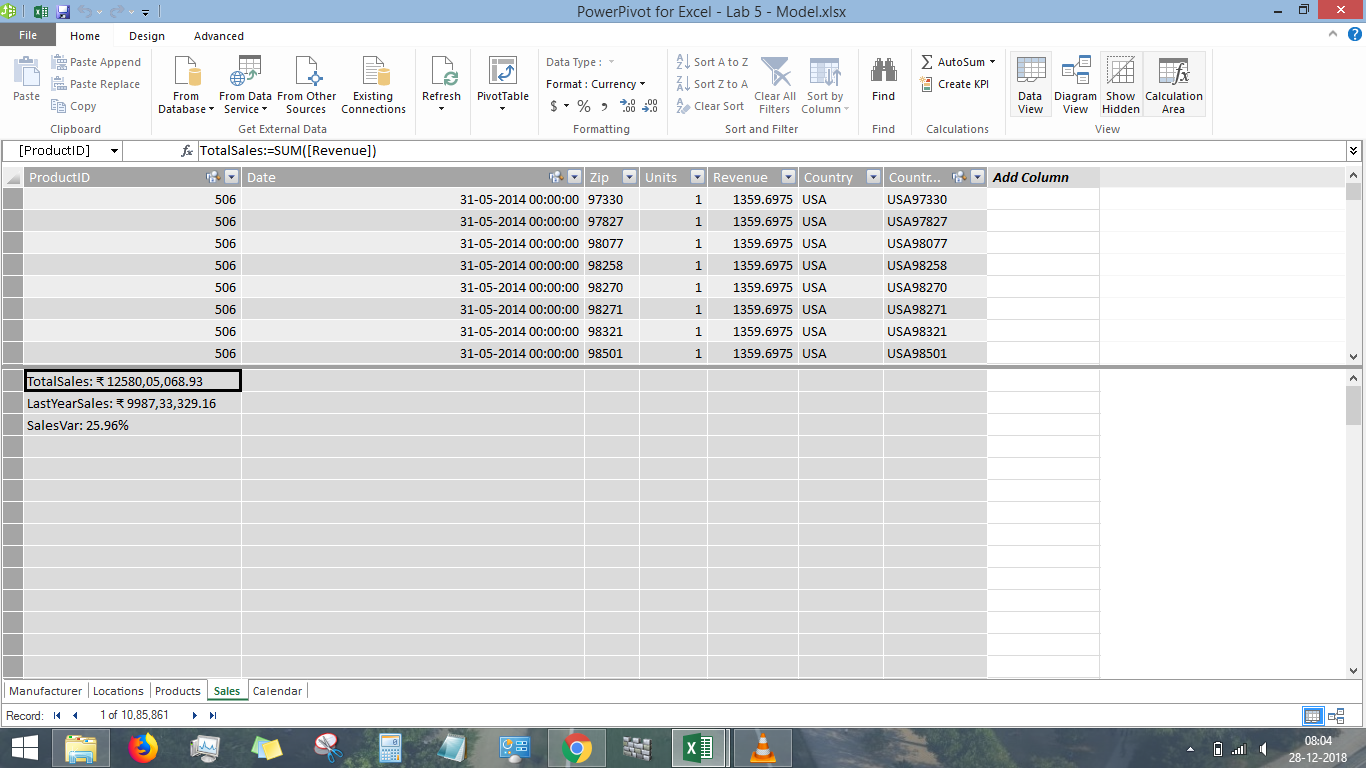 PowerPivot for Excel - Lab 5 - Model.xlsx
File Home Design Advanced
Paste
Paste Append
Paste Replace
Copy
Clipboard
From Database
From Data Service
From Other Sources
Existing Connections
Get External Data
Refresh
PivotTable
Data Type :
Format : Currency
$ % ,
Formatting
Sort A to Z
Sort Z to A
Clear Sort
Clear All Filters
Sort by Column
Sort and Filter
Find
Find
AutoSum
Create KPI
Calculations
Data View
Diagram View
Show Hidden
Calculation Area
View
[ProductID] fx TotalSales:=SUM([Revenue])
ProductID Date Zip Units Revenue Country Countr... Add Column
506 31-05-2014 00:00:00 97330 1 1359.6975 USA USA97330
506 31-05-2014 00:00:00 97827 1 1359.6975 USA USA97827
506 31-05-2014 00:00:00 98077 1 1359.6975 USA USA98077
506 31-05-2014 00:00:00 98258 1 1359.6975 USA USA98258
506 31-05-2014 00:00:00 98270 1 1359.6975 USA USA98270
506 31-05-2014 00:00:00 98271 1 1359.6975 USA USA98271
506 31-05-2014 00:00:00 98321 1 1359.6975 USA USA98321
506 31-05-2014 00:00:00 98501 1 1359.6975 USA USA98501
TotalSales: ₹ 12580,05,068.93
LastYearSales: ₹ 9987,33,329.16
SalesVar: 25.96%
Manufacturer Locations Products Sales Calendar
Record: 1 of 10,85,861
08:04
28-12-2018